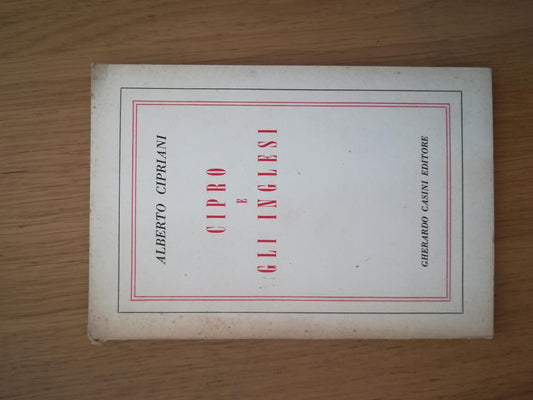 ALBERTO CIPRIANI
CIPRO
E
GLI INGLESI
GHERARDO CASINI EDITORE